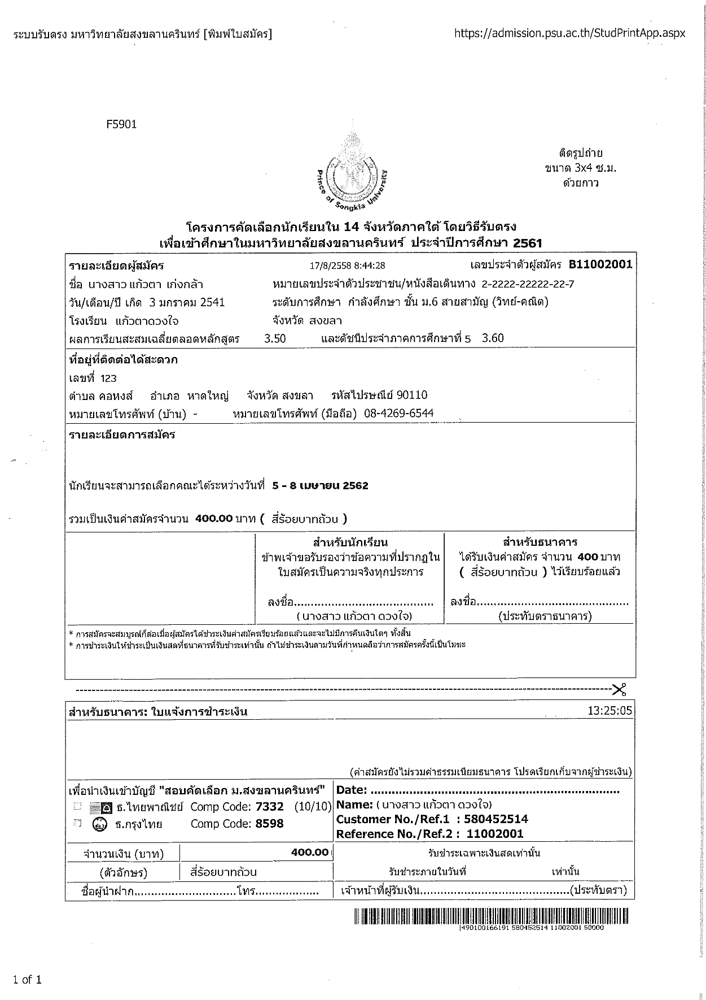 ระบบรับตรง มหาวิทยาลัยสงขลานครินทร์ [พิมพ์ใบสมัคร] https://admission.psu.ac.th/StudPrintApp.aspx
F5901
ติดรูปถ่าย
ขนาด 3x4 ซ.ม.
ด้วยกาว
Prince of Songkla University
โครงการคัดเลือกนักเรียนใน 14 จังหวัดภาคใต้ โดยวิธีรับตรง
เพื่อเข้าศึกษาในมหาวิทยาลัยสงขลานครินทร์ ประจำปีการศึกษา 2561
รายละเอียดผู้สมัคร 17/8/2558 8:44:28 เลขประจำตัวผู้สมัคร B11002001
ชื่อ นางสาว แก้วตา เก่งกล้า หมายเลขประจำตัวประชาชน/หนังสือเดินทาง 2-2222-22222-22-7
วัน/เดือน/ปี เกิด 3 มกราคม 2541 ระดับการศึกษา กำลังศึกษา ชั้น ม.6 สายสามัญ (วิทย์-คณิต)
โรงเรียน แก้วตาดวงใจ จังหวัด สงขลา
ผลการเรียนสะสมเฉลี่ยตลอดหลักสูตร 3.50 และดัชนีประจำภาคการศึกษาที่ 5 3.60
ที่อยู่ที่ติดต่อได้สะดวก
เลขที่ 123
ตำบล คอหงส์ อำเภอ หาดใหญ่ จังหวัด สงขลา รหัสไปรษณีย์ 90110
หมายเลขโทรศัพท์ (บ้าน) - หมายเลขโทรศัพท์ (มือถือ) 08-4269-6544
รายละเอียดการสมัคร
นักเรียนจะสามารถเลือกคณะได้ระหว่างวันที่ 5 - 8 เมษายน 2562
รวมเป็นเงินค่าสมัครจำนวน 400.00 บาท ( สี่ร้อยบาทถ้วน )
สำหรับนักเรียน
ข้าพเจ้าขอรับรองว่าข้อความที่ปรากฏใน
ใบสมัครเป็นความจริงทุกประการ
ลงชื่อ..........................................
( นางสาว แก้วตา ดวงใจ)
สำหรับธนาคาร
ได้รับเงินค่าสมัคร จำนวน 400 บาท
( สี่ร้อยบาทถ้วน ) ไว้เรียบร้อยแล้ว
ลงชื่อ..............................................
(ประทับตราธนาคาร)
* การสมัครจะสมบูรณ์ก็ต่อเมื่อผู้สมัครได้ชำระเงินค่าสมัครเรียบร้อยแล้วและจะไม่มีการคืนเงินใดๆ ทั้งสิ้น
* การชำระเงินให้ชำระเป็นเงินสดที่ธนาคารที่รับชำระเท่านั้น ถ้าไม่ชำระเงินตามวันที่กำหนดถือว่าการสมัครครั้งนี้เป็นโมฆะ
สำหรับธนาคาร: ใบแจ้งการชำระเงิน 13:25:05
(ค่าสมัครยังไม่รวมค่าธรรมเนียมธนาคาร โปรดเรียกเก็บจากผู้ชำระเงิน)
เพื่อนำเงินเข้าบัญชี "สอบคัดเลือก ม.สงขลานครินทร์"
ธ.ไทยพาณิชย์ Comp Code: 7332 (10/10)
ธ.กรุงไทย Comp Code: 8598
Date: ..........................................................................
Name: ( นางสาว แก้วตา ดวงใจ)
Customer No./Ref.1 : 580452514
Reference No./Ref.2 : 11002001
จำนวนเงิน (บาท) 400.00 รับชำระเฉพาะเงินสดเท่านั้น
(ตัวอักษร) สี่ร้อยบาทถ้วน รับชำระภายในวันที่ เท่านั้น
ชื่อผู้นำฝาก...............................โทร................... เจ้าหน้าที่ผู้รับเงิน.............................................(ประทับตรา)
|490100166191 580452514 11002001 50000
1 of 1